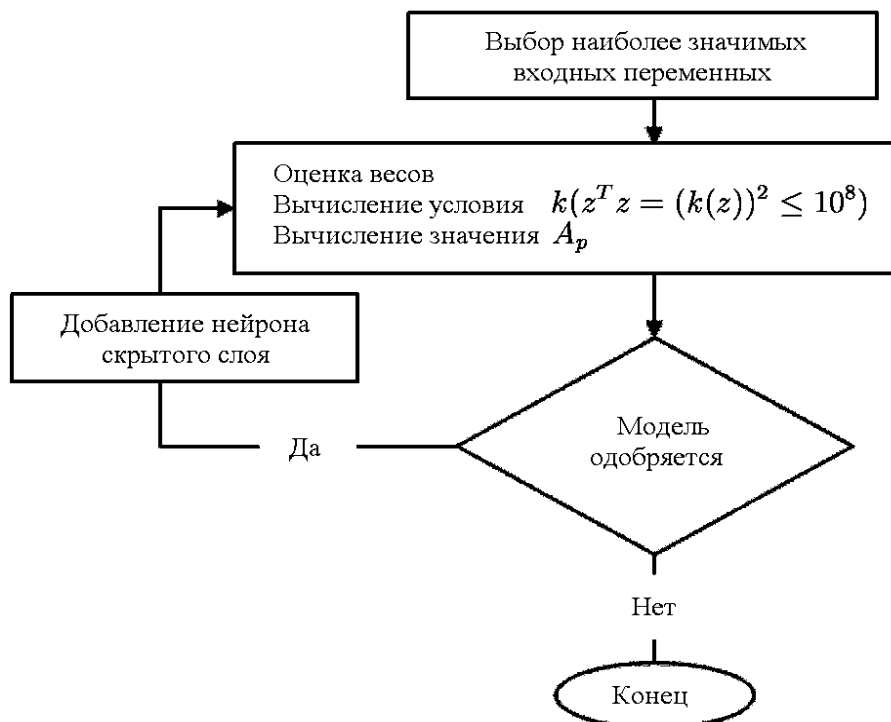 Выбор наиболее значимых
входных переменных
Оценка весов
Вычисление условия k(z^T z = (k(z))^2 ≤ 10^8)
Вычисление значения A_p
Добавление нейрона
скрытого слоя
Модель
одобряется
Да
Нет
Конец